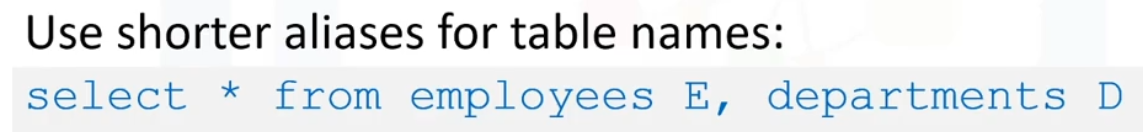 Use shorter aliases for table names:
select * from employees E, departments D